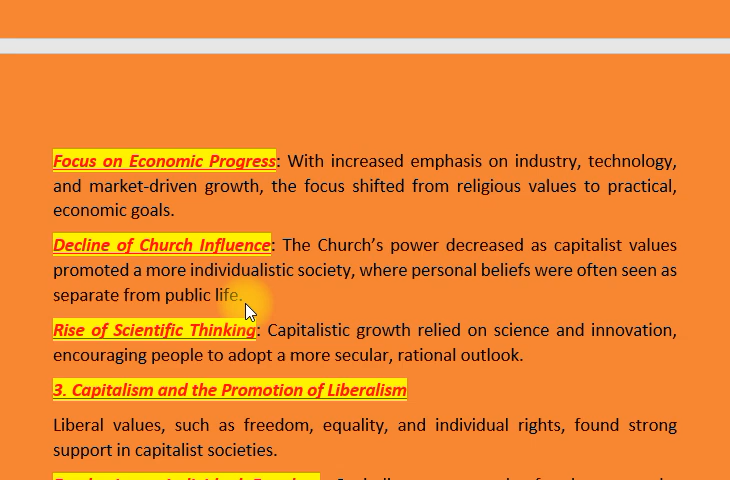 Focus on Economic Progress: With increased emphasis on industry, technology,
and market-driven growth, the focus shifted from religious values to practical,
economic goals.
Decline of Church Influence: The Church’s power decreased as capitalist values
promoted a more individualistic society, where personal beliefs were often seen as
separate from public life.
Rise of Scientific Thinking: Capitalistic growth relied on science and innovation,
encouraging people to adopt a more secular, rational outlook.
3. Capitalism and the Promotion of Liberalism
Liberal values, such as freedom, equality, and individual rights, found strong
support in capitalist societies.